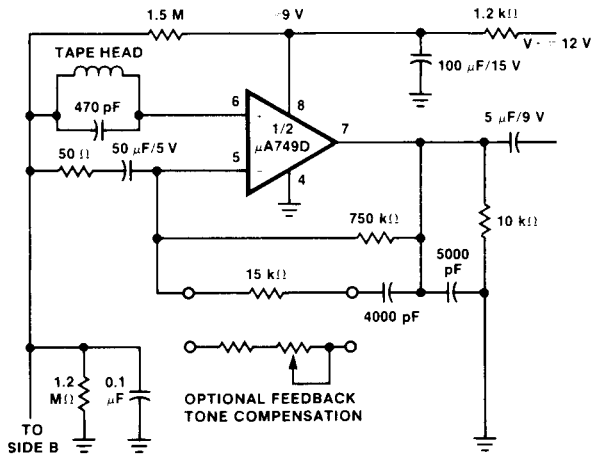 1.5 M
9 V
1.2 kΩ
V
12 V
TAPE HEAD
100 μF/15 V
470 pF
6
8
1/2
μA749D
7
5 μF/9 V
50 Ω
50 μF/5 V
5
4
750 kΩ
10 kΩ
15 kΩ
5000
pF
4000 pF
1.2
MΩ
0.1
μF
OPTIONAL FEEDBACK
TONE COMPENSATION
TO
SIDE B